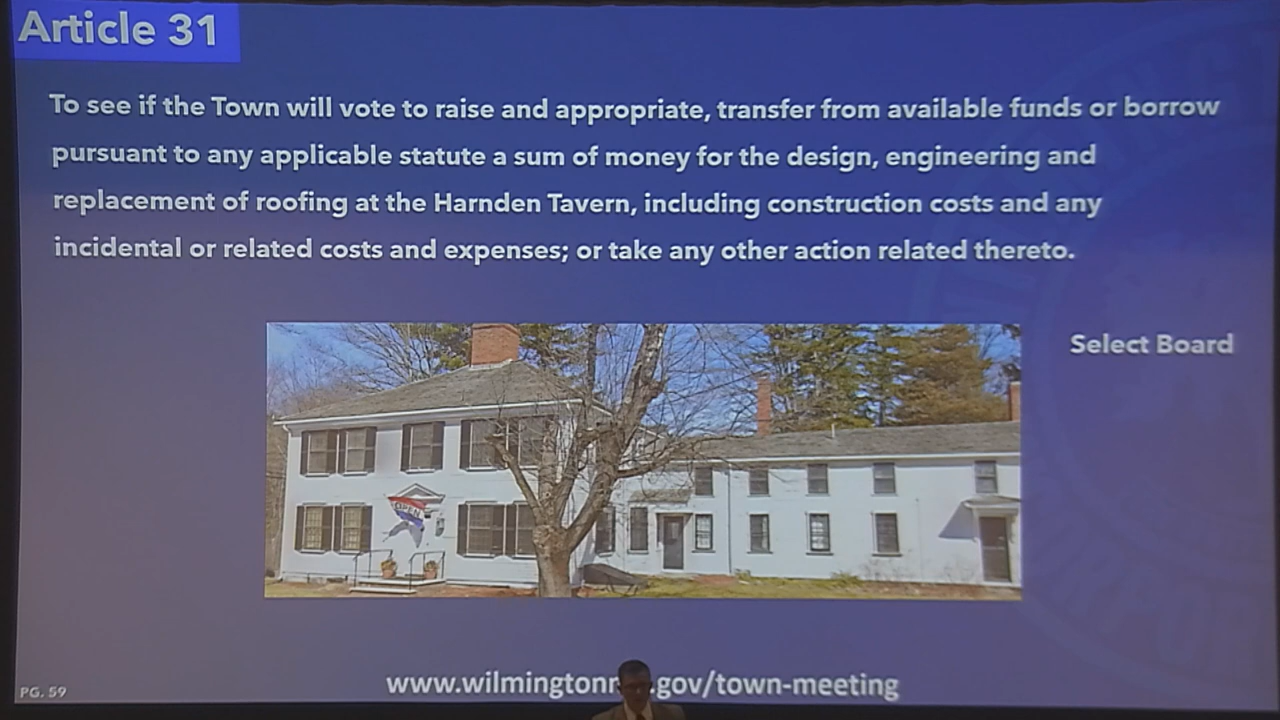 Article 31
To see if the Town will vote to raise and appropriate, transfer from available funds or borrow
pursuant to any applicable statute a sum of money for the design, engineering and
replacement of roofing at the Harnden Tavern, including construction costs and any
incidental or related costs and expenses; or take any other action related thereto.
OPEN
Select Board
www.wilmingtonm .gov/town-meeting
PG. 59